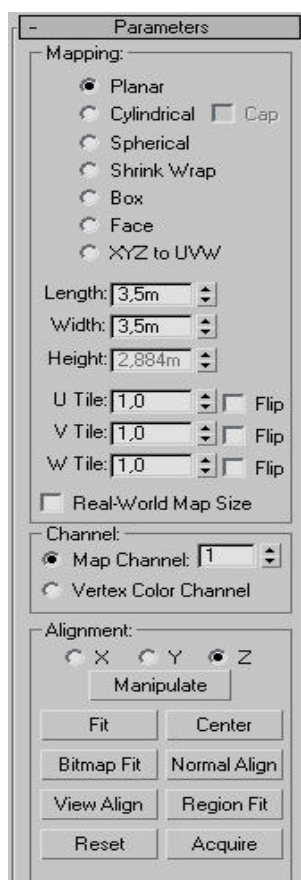 - Parameters
Mapping:
Planar
Cylindrical Cap
Spherical
Shrink Wrap
Box
Face
XYZ to UVW
Length: 3,5m
Width: 3,5m
Height: 2,884m
U Tile: 1,0 Flip
V Tile: 1,0 Flip
W Tile: 1,0 Flip
Real-World Map Size
Channel:
Map Channel: 1
Vertex Color Channel
Alignment:
X Y Z
Manipulate
Fit Center
Bitmap Fit Normal Align
View Align Region Fit
Reset Acquire